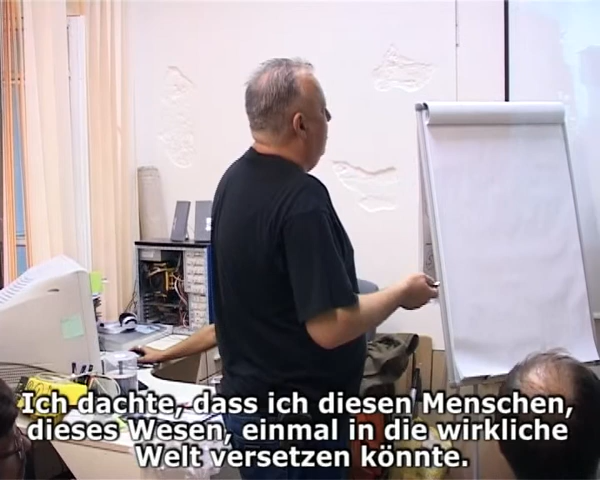 Ich dachte, dass ich diesen Menschen,
dieses Wesen, einmal in die wirkliche
Welt versetzen könnte.